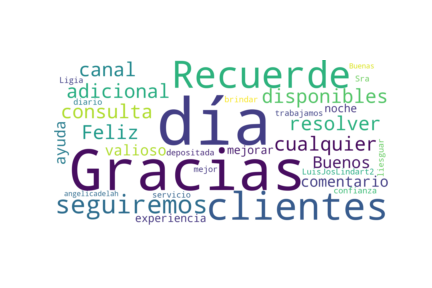 Buenas
canal Recuerde
Ligia Sra
adicional brindar disponibles
diario noche
consulta día trabajamos
resolver
Feliz
ayuda valioso mejorar cualquier
depositada
Gracias Buenos liesguar
mejor LuisJosLindart2
comentario
angelicadelah servicio confianza
seguiremos clientes
experiencia